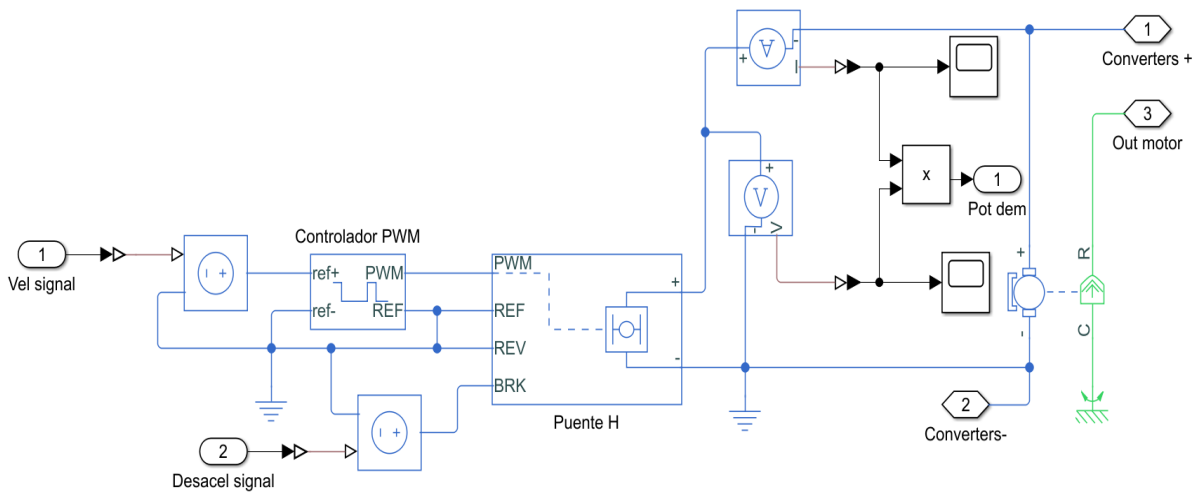 A
+
-
I
1
Converters +
3
Out motor
+
V
-
V
x
1
Pot dem
1
Vel signal
- +
Controlador PWM
ref+
PWM
ref-
REF
PWM
REF
REV
BRK
+
-
Puente H
+
-
R
C
2
Converters-
- +
2
Desacel signal